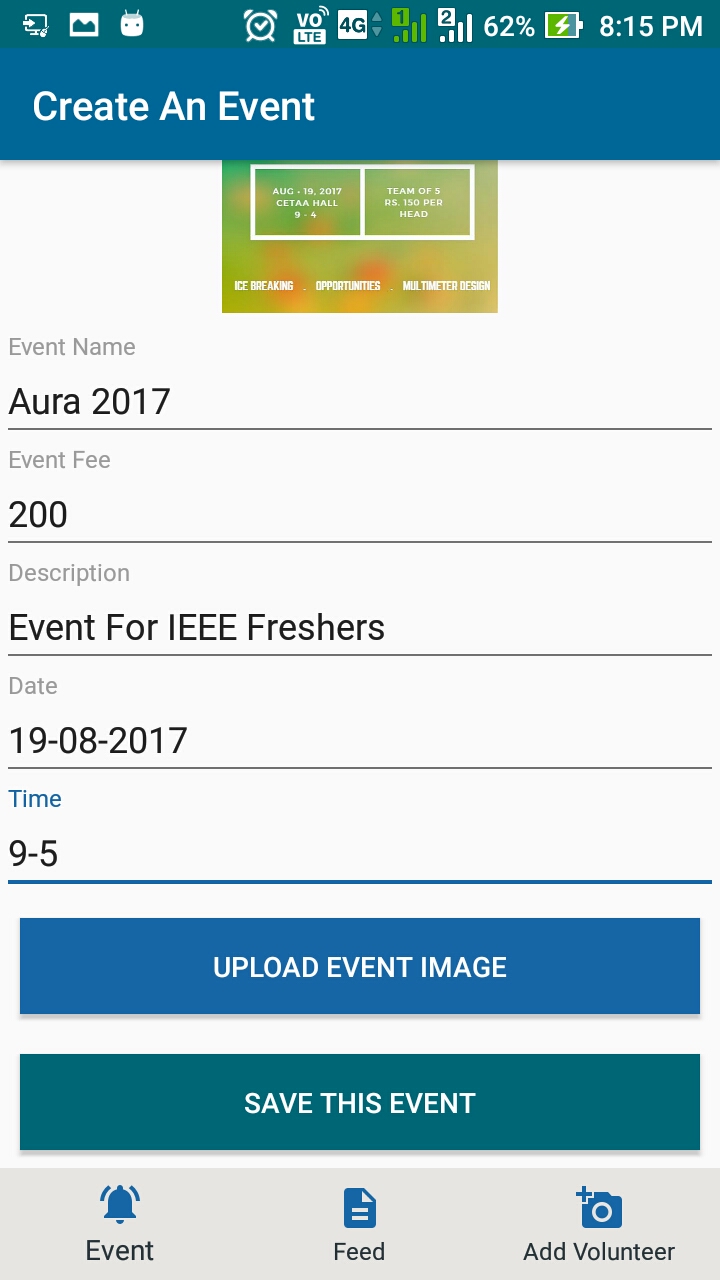 VO
LTE
4G
1
2
62%
8:15 PM
Create An Event
AUG - 19, 2017
CETAA HALL
9 - 4
TEAM OF 5
RS. 150 PER
HEAD
ICE BREAKING . OPPORTUNITIES . MULTIMETER DESIGN
Event Name
Aura 2017
Event Fee
200
Description
Event For IEEE Freshers
Date
19-08-2017
Time
9-5
UPLOAD EVENT IMAGE
SAVE THIS EVENT
Event
Feed
Add Volunteer